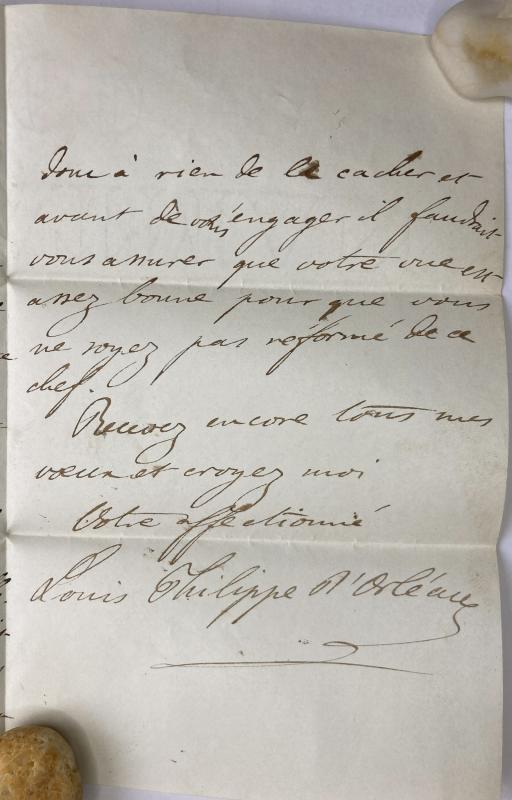 donc à rien de le cacher et
avant de vous engager il faudrait
vous assurer que votre vue est
assez bonne pour que vous
ne soyez pas réformé de ce
chef.
Recevez encore tous mes
vœux et croyez moi
Votre affectionné
Louis Philippe d'Orléans